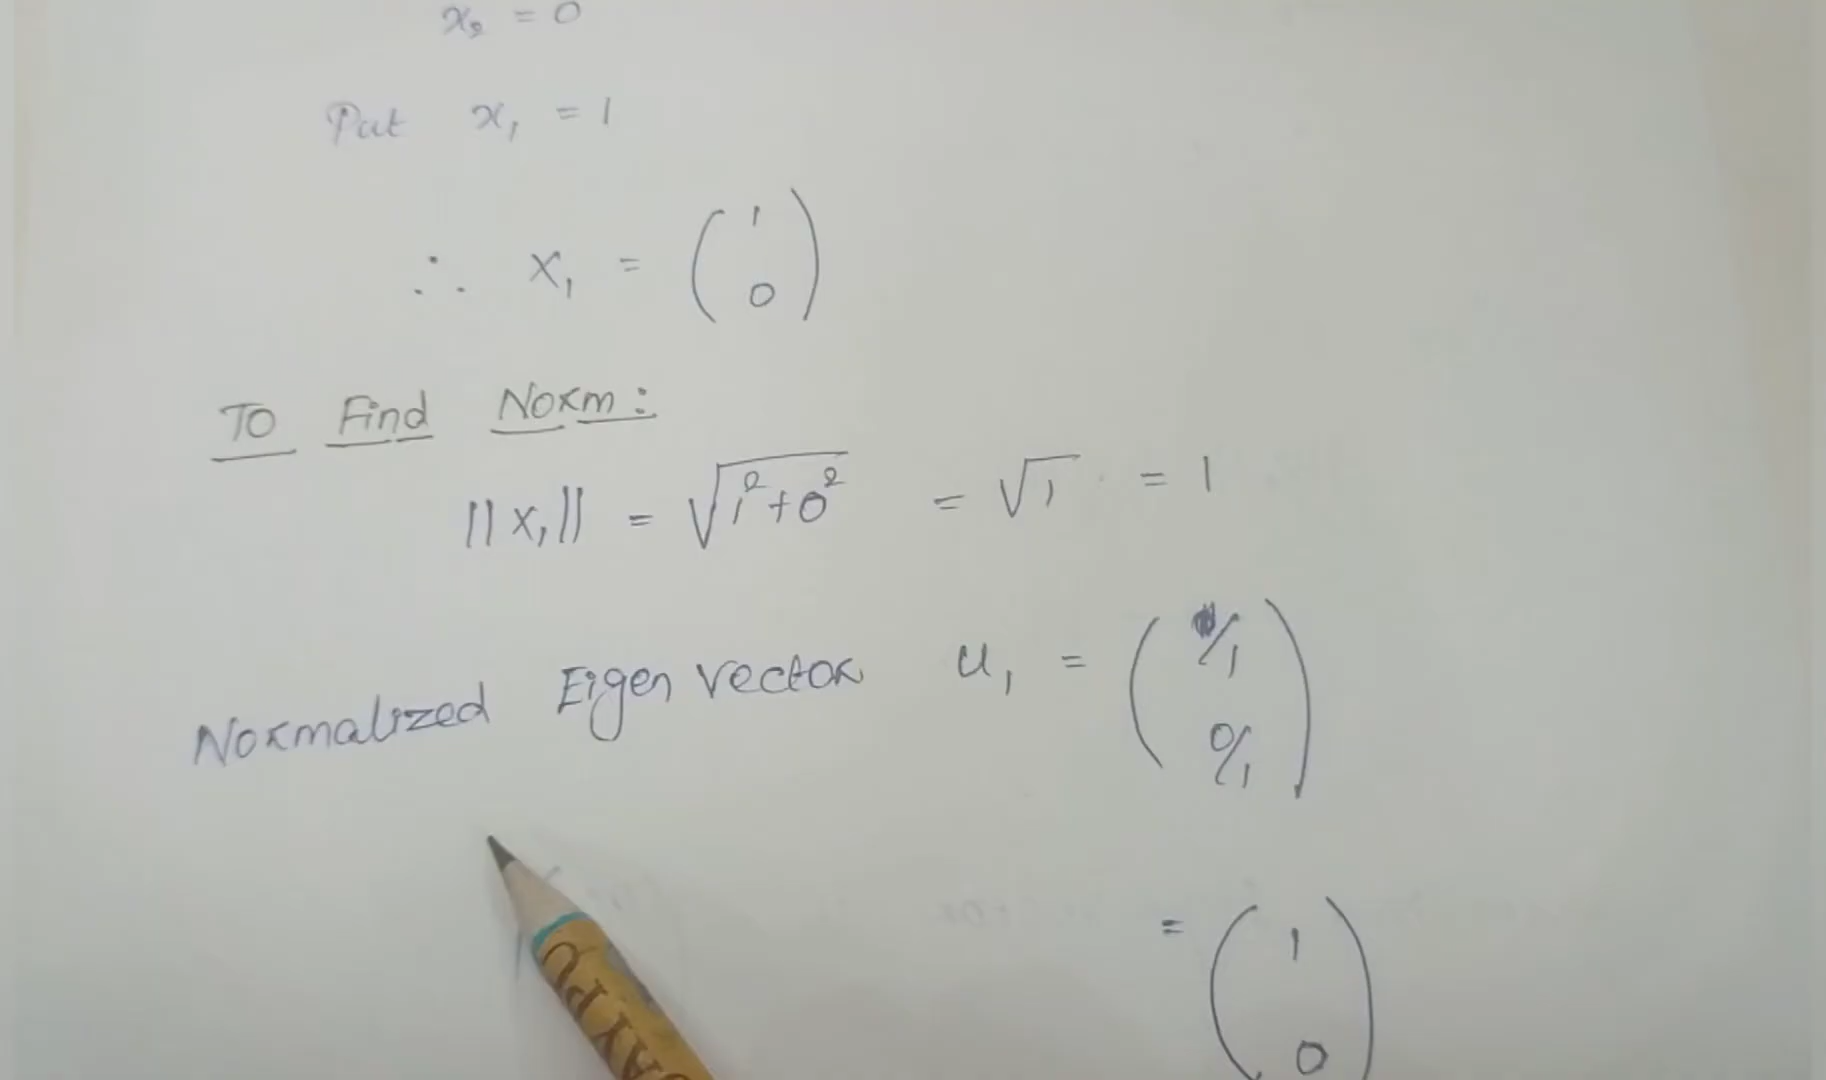 x₂ = 0
Put x₁ = 1
∴ X₁ = ( 1
0 )
To Find Norm:
||X₁|| = √(1² + 0²) = √1 = 1
Normalized Eigen vector u₁ = ( 1/1
0/1 )
= ( 1
0 )